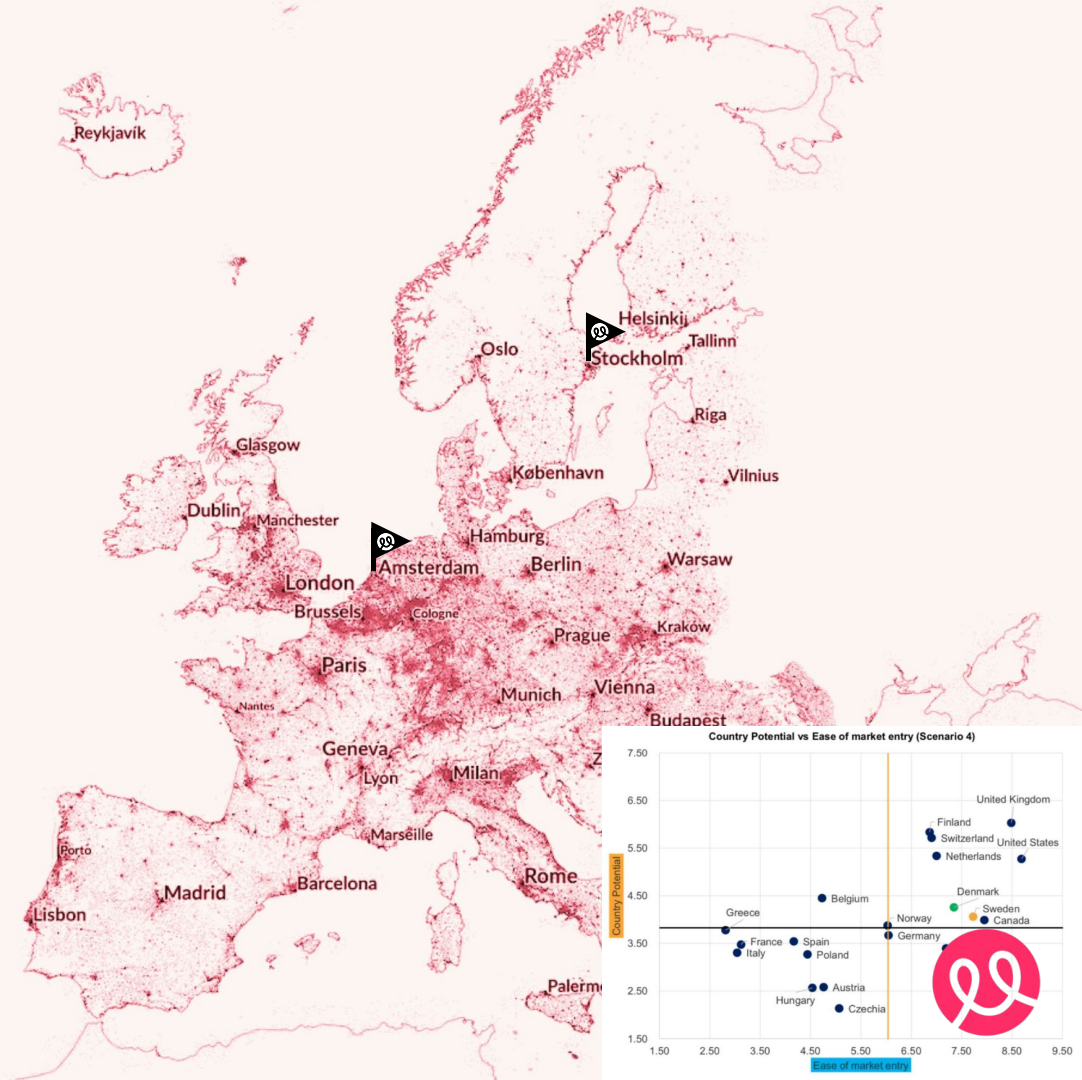 Reykjavík
Oslo
Helsinki
Tallinn
Stockholm
Riga
Glasgow
København
Vilnius
Dublin
Manchester
Hamburg
Amsterdam
Berlin
Warsaw
London
Brussels
Cologne
Prague
Kraków
Paris
Munich
Vienna
Nantes
Budapest
Geneva
Lyon
Milan
Z
Marseille
Porto
Madrid
Barcelona
Rome
Lisbon
Palerm
Country Potential vs Ease of market entry (Scenario 4)
7.50
6.50
5.50
4.50
3.50
2.50
1.50
Country Potential
United Kingdom
Finland
Switzerland
United States
Netherlands
Belgium
Denmark
Greece
Sweden
Norway
Canada
France
Spain
Germany
Italy
Poland
Hungary
Austria
Czechia
1.50 2.50 3.50 4.50 5.50 6.50 7.50 8.50 9.50
Ease of market entry